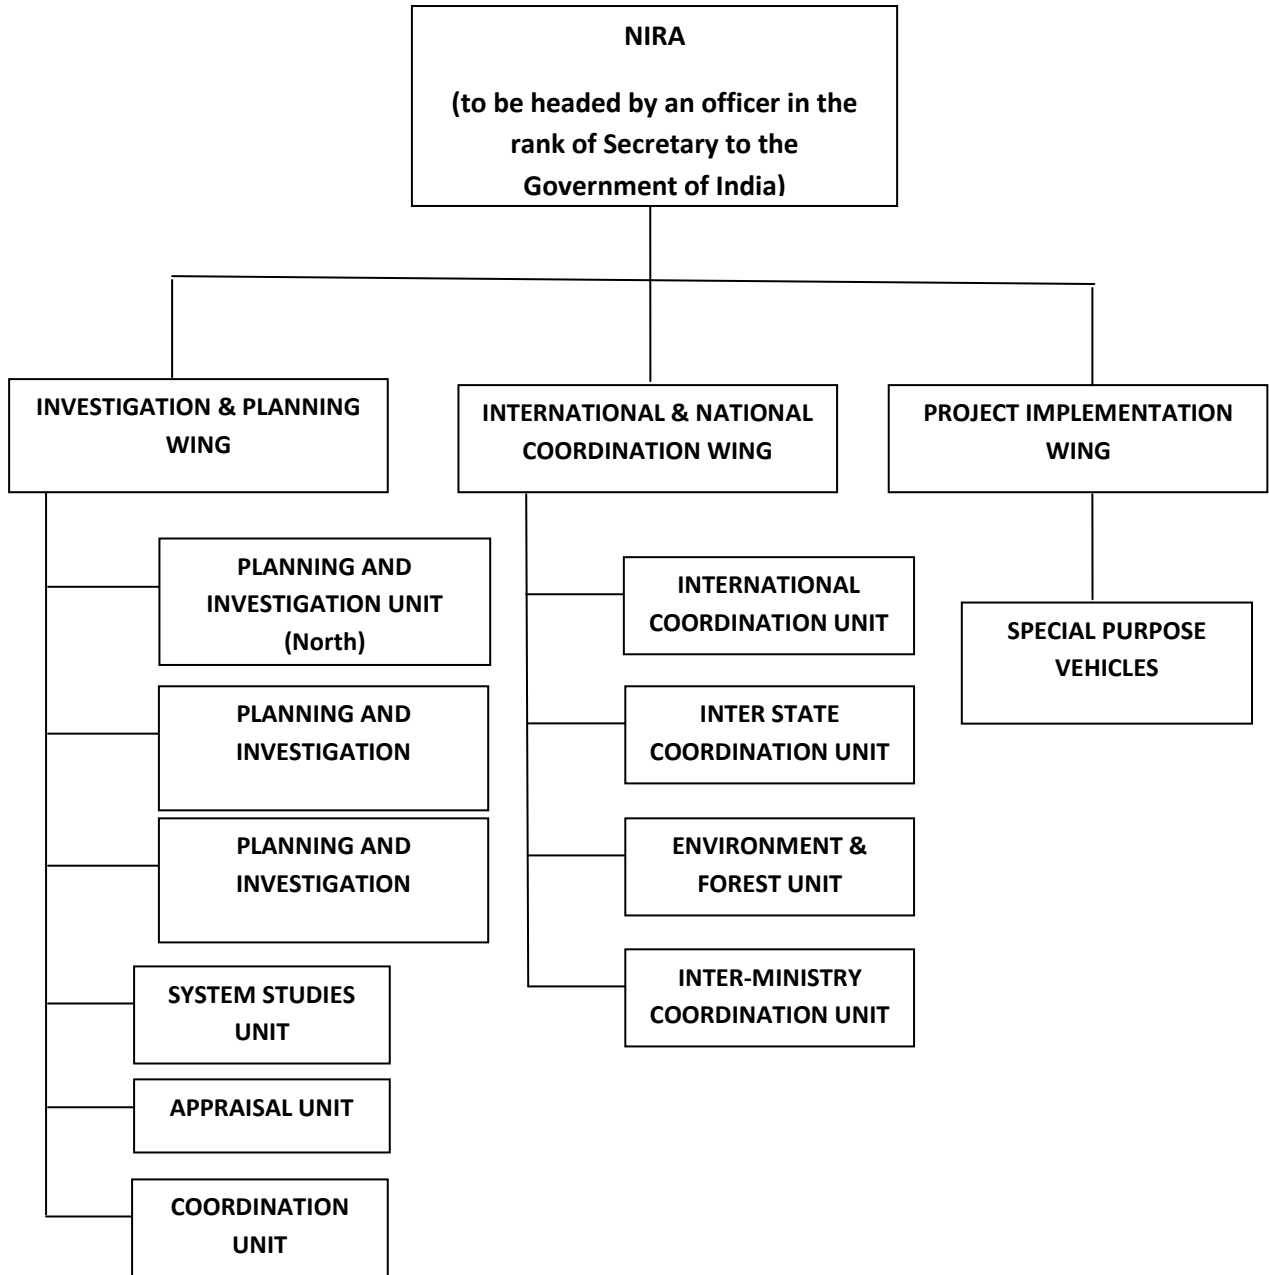 NIRA
(to be headed by an officer in the
rank of Secretary to the
Government of India)
INVESTIGATION & PLANNING
WING
INTERNATIONAL & NATIONAL
COORDINATION WING
PROJECT IMPLEMENTATION
WING
PLANNING AND
INVESTIGATION UNIT
(North)
PLANNING AND
INVESTIGATION
PLANNING AND
INVESTIGATION
SYSTEM STUDIES
UNIT
APPRAISAL UNIT
COORDINATION
UNIT
INTERNATIONAL
COORDINATION UNIT
INTER STATE
COORDINATION UNIT
ENVIRONMENT &
FOREST UNIT
INTER-MINISTRY
COORDINATION UNIT
SPECIAL PURPOSE
VEHICLES